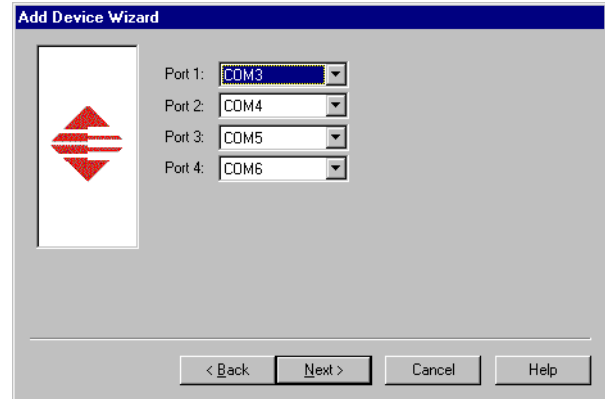 Add Device Wizard
Port 1: COM3
Port 2: COM4
Port 3: COM5
Port 4: COM6
< Back Next > Cancel Help